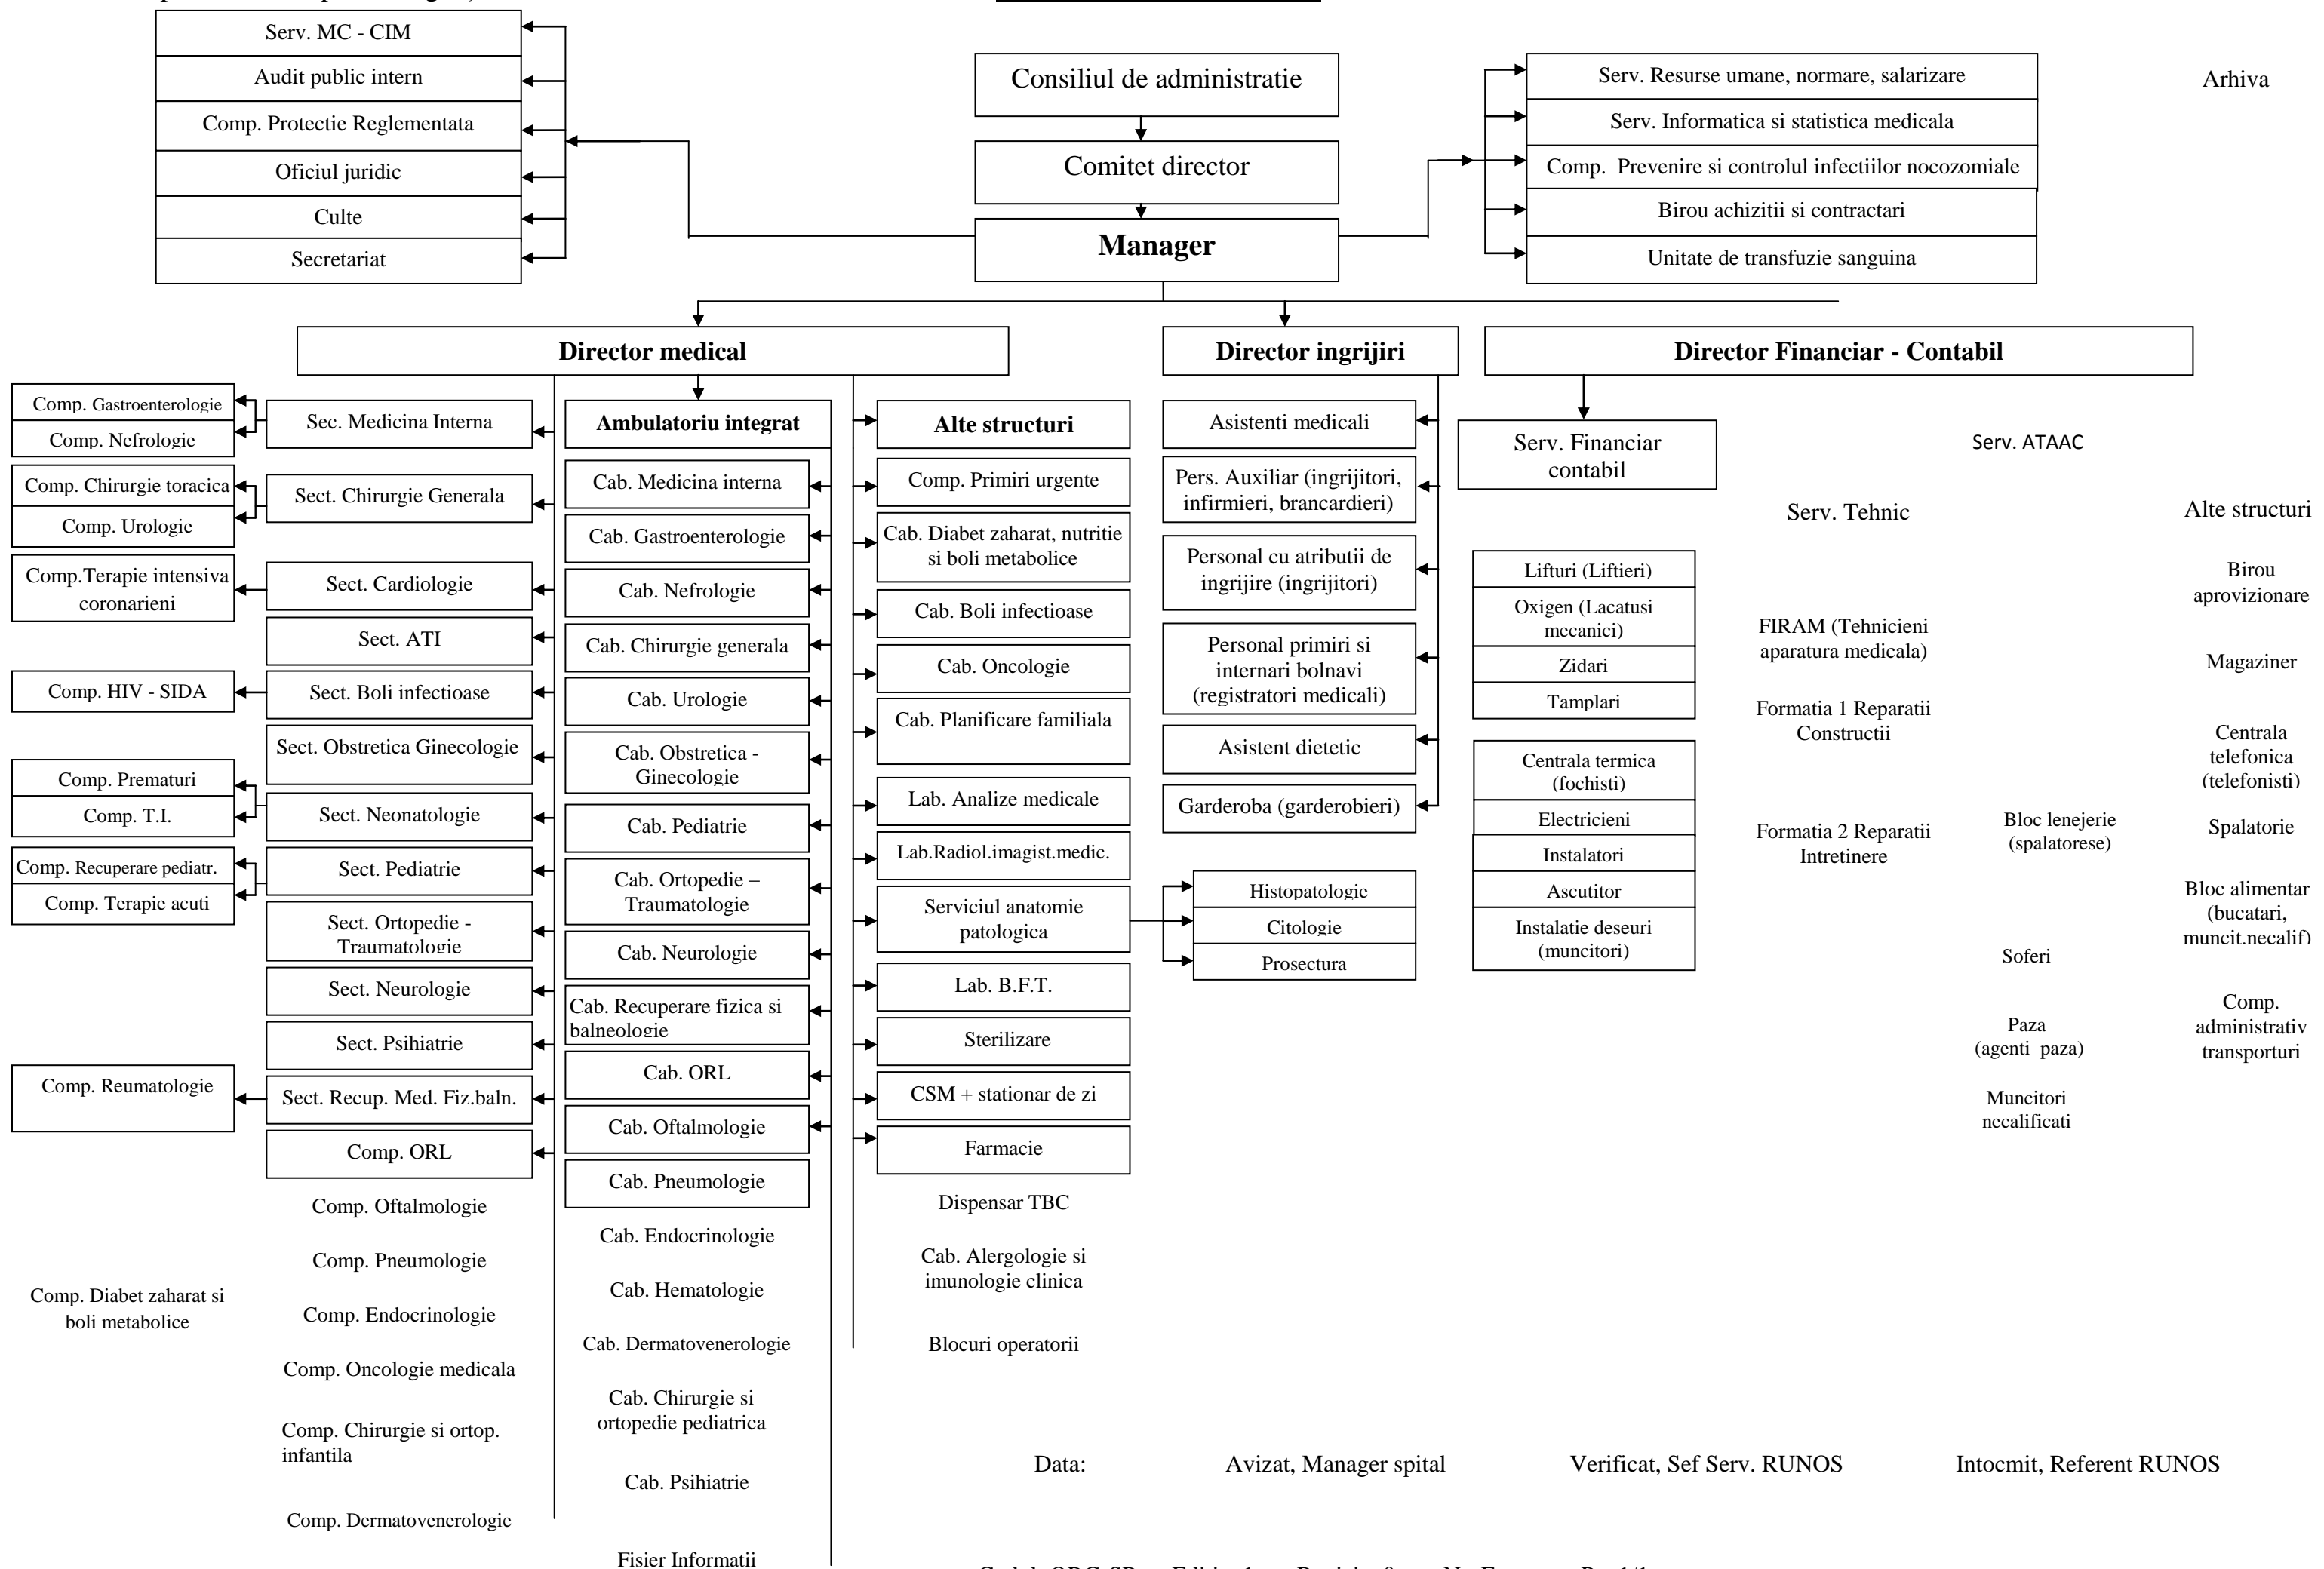 Serv. MC - CIM
Audit public intern
Comp. Protectie Reglementata
Oficiul juridic
Culte
Secretariat
Consiliul de administratie
Comitet director
Manager
Serv. Resurse umane, normare, salarizare
Serv. Informatica si statistica medicala
Comp. Prevenire si controlul infectiilor nocozomiale
Birou achizitii si contractari
Unitate de transfuzie sanguina
Arhiva
Director medical
Director ingrijiri
Director Financiar - Contabil
Comp. Gastroenterologie
Comp. Nefrologie
Comp. Chirurgie toracica
Comp. Urologie
Comp.Terapie intensiva
coronarieni
Comp. HIV - SIDA
Comp. Prematuri
Comp. T.I.
Comp. Recuperare pediatr.
Comp. Terapie acuti
Comp. Reumatologie
Comp. Diabet zaharat si
boli metabolice
Sec. Medicina Interna
Sect. Chirurgie Generala
Sect. Cardiologie
Sect. ATI
Sect. Boli infectioase
Sect. Obstretica Ginecologie
Sect. Neonatologie
Sect. Pediatrie
Sect. Ortopedie -
Traumatologie
Sect. Neurologie
Sect. Psihiatrie
Sect. Recup. Med. Fiz.baln.
Comp. ORL
Comp. Oftalmologie
Comp. Pneumologie
Comp. Endocrinologie
Comp. Oncologie medicala
Comp. Chirurgie si ortop.
infantila
Comp. Dermatovenerologie
Ambulatoriu integrat
Cab. Medicina interna
Cab. Gastroenterologie
Cab. Nefrologie
Cab. Chirurgie generala
Cab. Urologie
Cab. Obstretica -
Ginecologie
Cab. Pediatrie
Cab. Ortopedie –
Traumatologie
Cab. Neurologie
Cab. Recuperare fizica si
balneologie
Cab. ORL
Cab. Oftalmologie
Cab. Pneumologie
Cab. Endocrinologie
Cab. Hematologie
Cab. Dermatovenerologie
Cab. Chirurgie si
ortopedie pediatrica
Cab. Psihiatrie
Fisier Informatii
Alte structuri
Comp. Primiri urgente
Cab. Diabet zaharat, nutritie
si boli metabolice
Cab. Boli infectioase
Cab. Oncologie
Cab. Planificare familiala
Lab. Analize medicale
Lab.Radiol.imagist.medic.
Serviciul anatomie
patologica
Lab. B.F.T.
Sterilizare
CSM + stationar de zi
Farmacie
Dispensar TBC
Cab. Alergologie si
imunologie clinica
Blocuri operatorii
Asistenti medicali
Pers. Auxiliar (ingrijitori,
infirmieri, brancardieri)
Personal cu atributii de
ingrijire (ingrijitori)
Personal primiri si
internari bolnavi
(registratori medicali)
Asistent dietetic
Garderoba (garderobieri)
Histopatologie
Citologie
Prosectura
Serv. Financiar
contabil
Lifturi (Liftieri)
Oxigen (Lacatusi
mecanici)
Zidari
Tamplari
Centrala termica
(fochisti)
Electricieni
Instalatori
Ascutitor
Instalatie deseuri
(muncitori)
Serv. ATAAC
Serv. Tehnic
FIRAM (Tehnicieni
aparatura medicala)
Formatia 1 Reparatii
Constructii
Formatia 2 Reparatii
Intretinere
Bloc lenejerie
(spalatorese)
Soferi
Paza
(agenti paza)
Muncitori
necalificati
Alte structuri
Birou
aprovizionare
Magaziner
Centrala
telefonica
(telefonisti)
Spalatorie
Bloc alimentar
(bucatari,
muncit.necalif)
Comp.
administrativ
transporturi
Data:
Avizat, Manager spital
Verificat, Sef Serv. RUNOS
Intocmit, Referent RUNOS